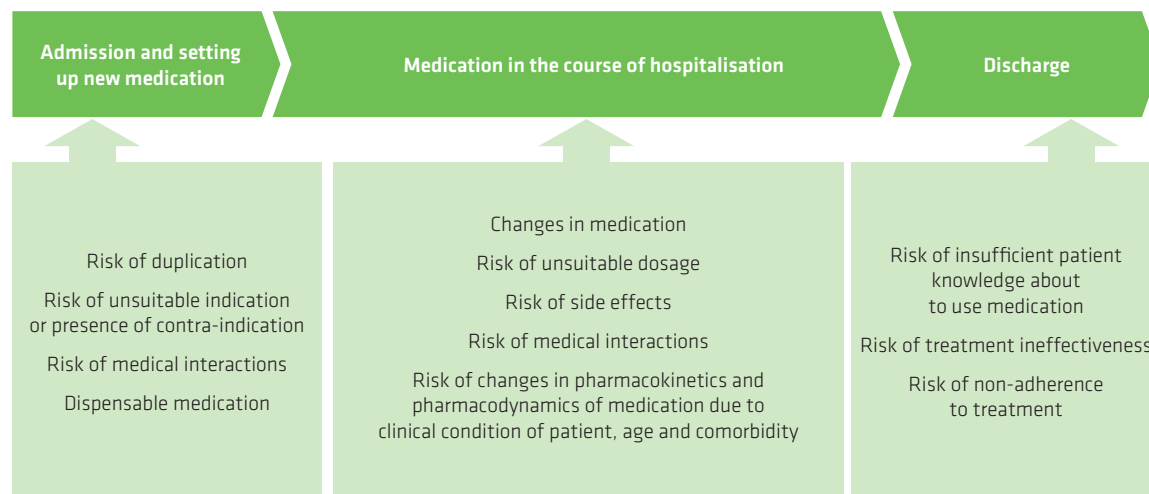 Admission and setting
up new medication
Medication in the course of hospitalisation
Discharge
Risk of duplication
Risk of unsuitable indication
or presence of contra-indication
Risk of medical interactions
Dispensable medication
Changes in medication
Risk of unsuitable dosage
Risk of side effects
Risk of medical interactions
Risk of changes in pharmacokinetics and
pharmacodynamics of medication due to
clinical condition of patient, age and comorbidity
Risk of insufficient patient
knowledge about
to use medication
Risk of treatment ineffectiveness
Risk of non-adherence
to treatment